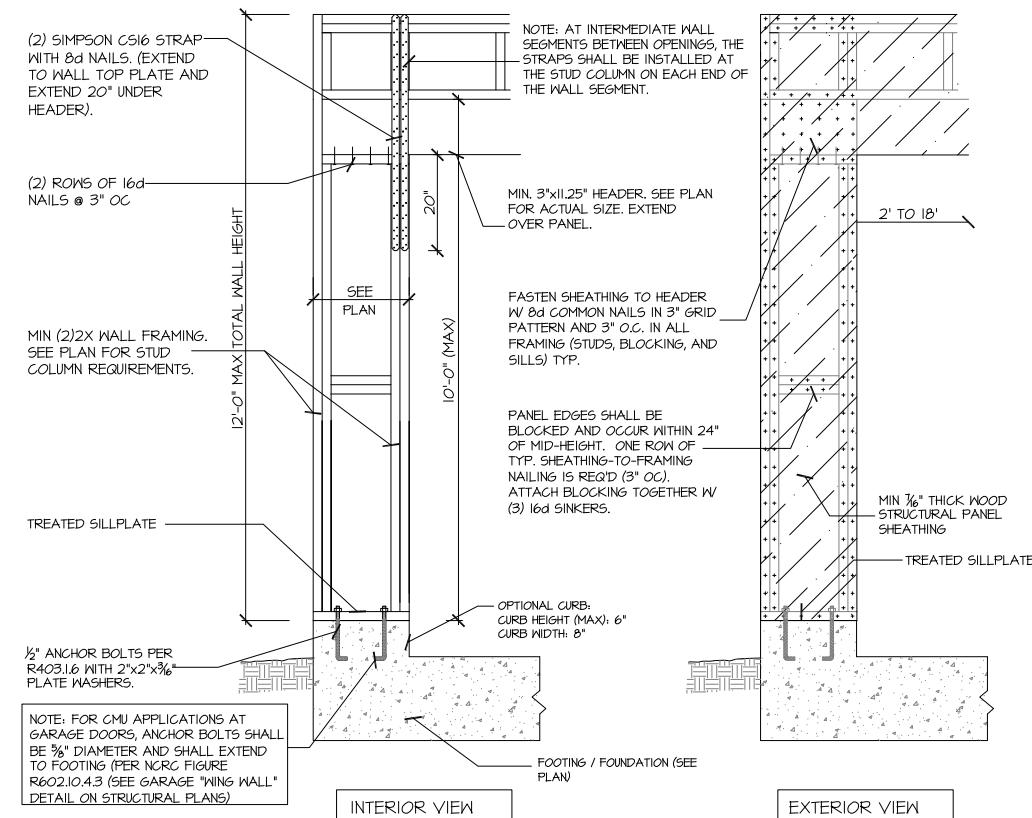 (2) SIMPSON CS16 STRAP
WITH 8d NAILS. (EXTEND
TO WALL TOP PLATE AND
EXTEND 20" UNDER
HEADER).
NOTE: AT INTERMEDIATE WALL
SEGMENTS BETWEEN OPENINGS, THE
STRAPS SHALL BE INSTALLED AT
THE STUD COLUMN ON EACH END OF
THE WALL SEGMENT.
(2) ROWS OF 16d
NAILS @ 3" OC
12'-0" MAX TOTAL WALL HEIGHT
20"
10'-0" (MAX)
MIN. 3"x11.25" HEADER. SEE PLAN
FOR ACTUAL SIZE. EXTEND
OVER PANEL.
2' TO 18'
SEE
PLAN
FASTEN SHEATHING TO HEADER
W/ 8d COMMON NAILS IN 3" GRID
PATTERN AND 3" O.C. IN ALL
FRAMING (STUDS, BLOCKING, AND
SILLS) TYP.
MIN (2)2X WALL FRAMING.
SEE PLAN FOR STUD
COLUMN REQUIREMENTS.
PANEL EDGES SHALL BE
BLOCKED AND OCCUR WITHIN 24"
OF MID-HEIGHT. ONE ROW OF
TYP. SHEATHING-TO-FRAMING
NAILING IS REQ'D (3" OC).
ATTACH BLOCKING TOGETHER W/
(3) 16d SINKERS.
MIN 7/16" THICK WOOD
STRUCTURAL PANEL
SHEATHING
TREATED SILLPLATE
TREATED SILLPLATE
OPTIONAL CURB:
CURB HEIGHT (MAX): 6"
CURB WIDTH: 8"
1/2" ANCHOR BOLTS PER
R403.1.6 WITH 2"x2"x3/16"
PLATE WASHERS.
NOTE: FOR CMU APPLICATIONS AT
GARAGE DOORS, ANCHOR BOLTS SHALL
BE 5/8" DIAMETER AND SHALL EXTEND
TO FOOTING (PER NCRC FIGURE
R602.10.4.3 (SEE GARAGE "WING WALL"
DETAIL ON STRUCTURAL PLANS)
FOOTING / FOUNDATION (SEE
PLAN)
INTERIOR VIEW
EXTERIOR VIEW